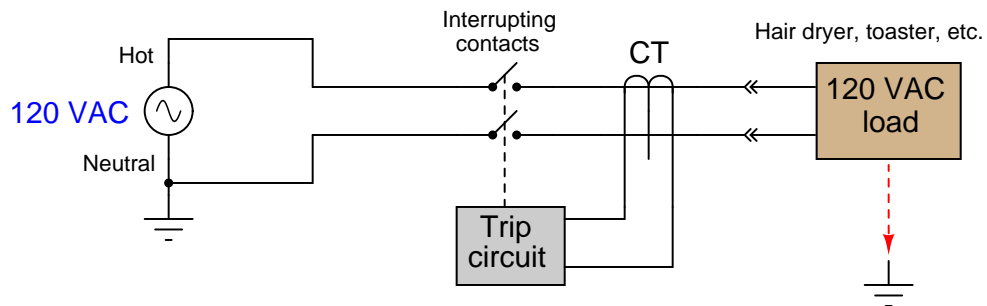 Interrupting
contacts
Hair dryer, toaster, etc.
Hot
CT
120 VAC
120 VAC
load
Neutral
Trip
circuit